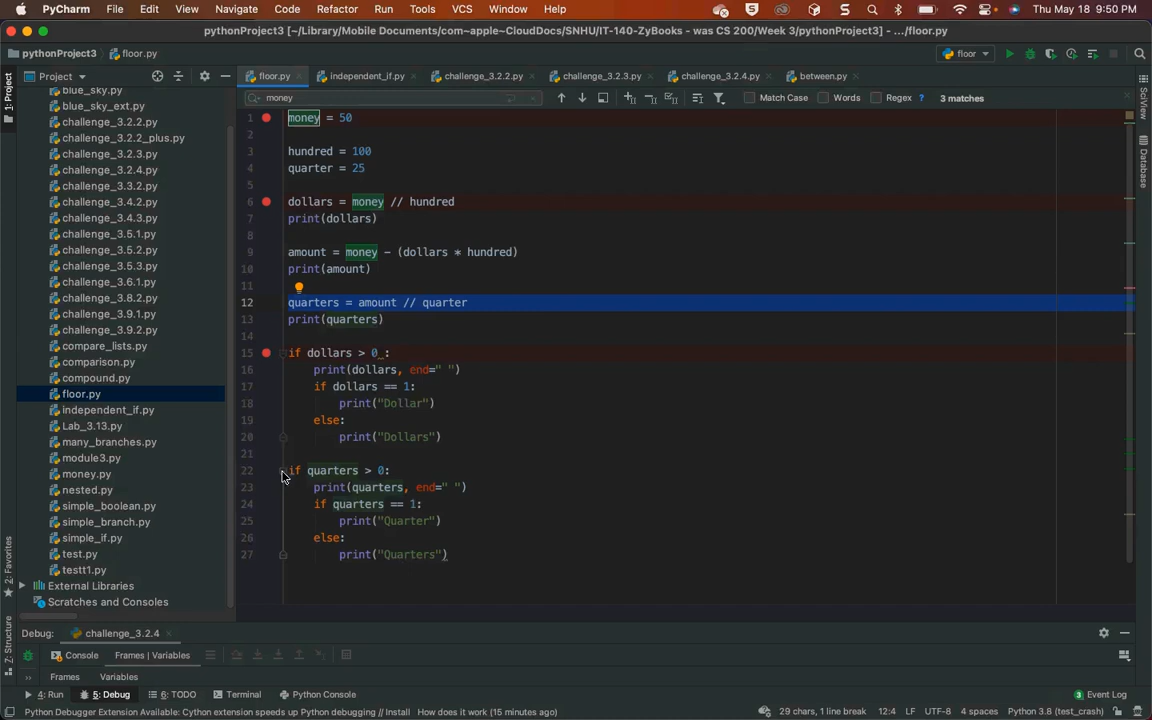 PyCharm File Edit View Navigate Code Refactor Run Tools VCS Window Help Thu May 18 9:50 PM
pythonProject3 [~/Library/Mobile Documents/com~apple~CloudDocs/SNHU/IT-140-ZyBooks - was CS 200/Week 3/pythonProject3] - .../floor.py
pythonProject3 floor.py floor
1: Project
Project
floor.py independent_if.py challenge_3.2.2.py challenge_3.2.3.py challenge_3.2.4.py between.py
money Match Case Words Regex ? 3 matches
blue_sky.py
blue_sky_ext.py
challenge_3.2.2.py
challenge_3.2.2_plus.py
challenge_3.2.3.py
challenge_3.2.4.py
challenge_3.3.2.py
challenge_3.4.2.py
challenge_3.4.3.py
challenge_3.5.1.py
challenge_3.5.2.py
challenge_3.5.3.py
challenge_3.6.1.py
challenge_3.8.2.py
challenge_3.9.1.py
challenge_3.9.2.py
compare_lists.py
comparison.py
compound.py
floor.py
independent_if.py
Lab_3.13.py
many_branches.py
module3.py
money.py
nested.py
simple_boolean.py
simple_branch.py
simple_if.py
test.py
testt1.py
External Libraries
Scratches and Consoles
1 money = 50
2
3 hundred = 100
4 quarter = 25
5
6 dollars = money // hundred
7 print(dollars)
8
9 amount = money - (dollars * hundred)
10 print(amount)
11
12 quarters = amount // quarter
13 print(quarters)
14
15 if dollars > 0 :
16 print(dollars, end=" ")
17 if dollars == 1:
18 print("Dollar")
19 else:
20 print("Dollars")
21
22 if quarters > 0:
23 print(quarters, end=" ")
24 if quarters == 1:
25 print("Quarter")
26 else:
27 print("Quarters")
SciView
Database
2: Favorites
7: Structure
Debug: challenge_3.2.4
Console Frames | Variables
Frames Variables
4: Run 5: Debug 6: TODO Terminal Python Console Event Log
Python Debugger Extension Available: Cython extension speeds up Python debugging // Install How does it work (15 minutes ago) 29 chars, 1 line break 12:4 LF UTF-8 4 spaces Python 3.8 (test_crash)